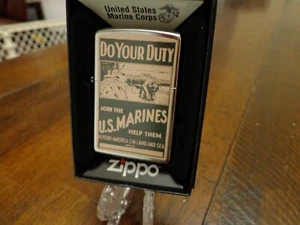 United States
Marine Corps
DO YOUR DUTY
JOIN THE
U.S. MARINES
HELP THEM
DEFEND AMERICA ON LAND AND SEA
Zippo